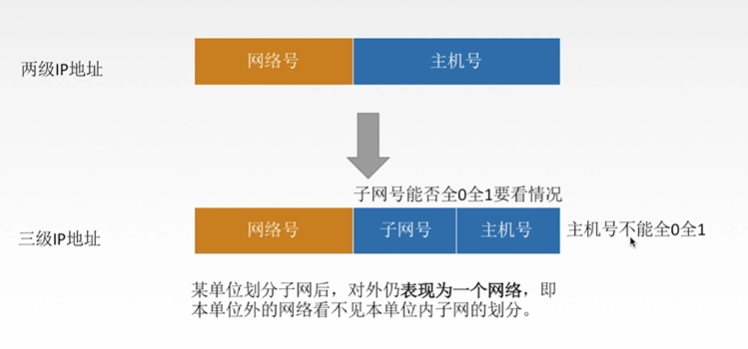 两级IP地址
网络号
主机号
子网号能否全0全1要看情况
三级IP地址
网络号
子网号
主机号
主机号不能全0全1
某单位划分子网后，对外仍表现为一个网络，即
本单位外的网络看不见本单位内子网的划分。